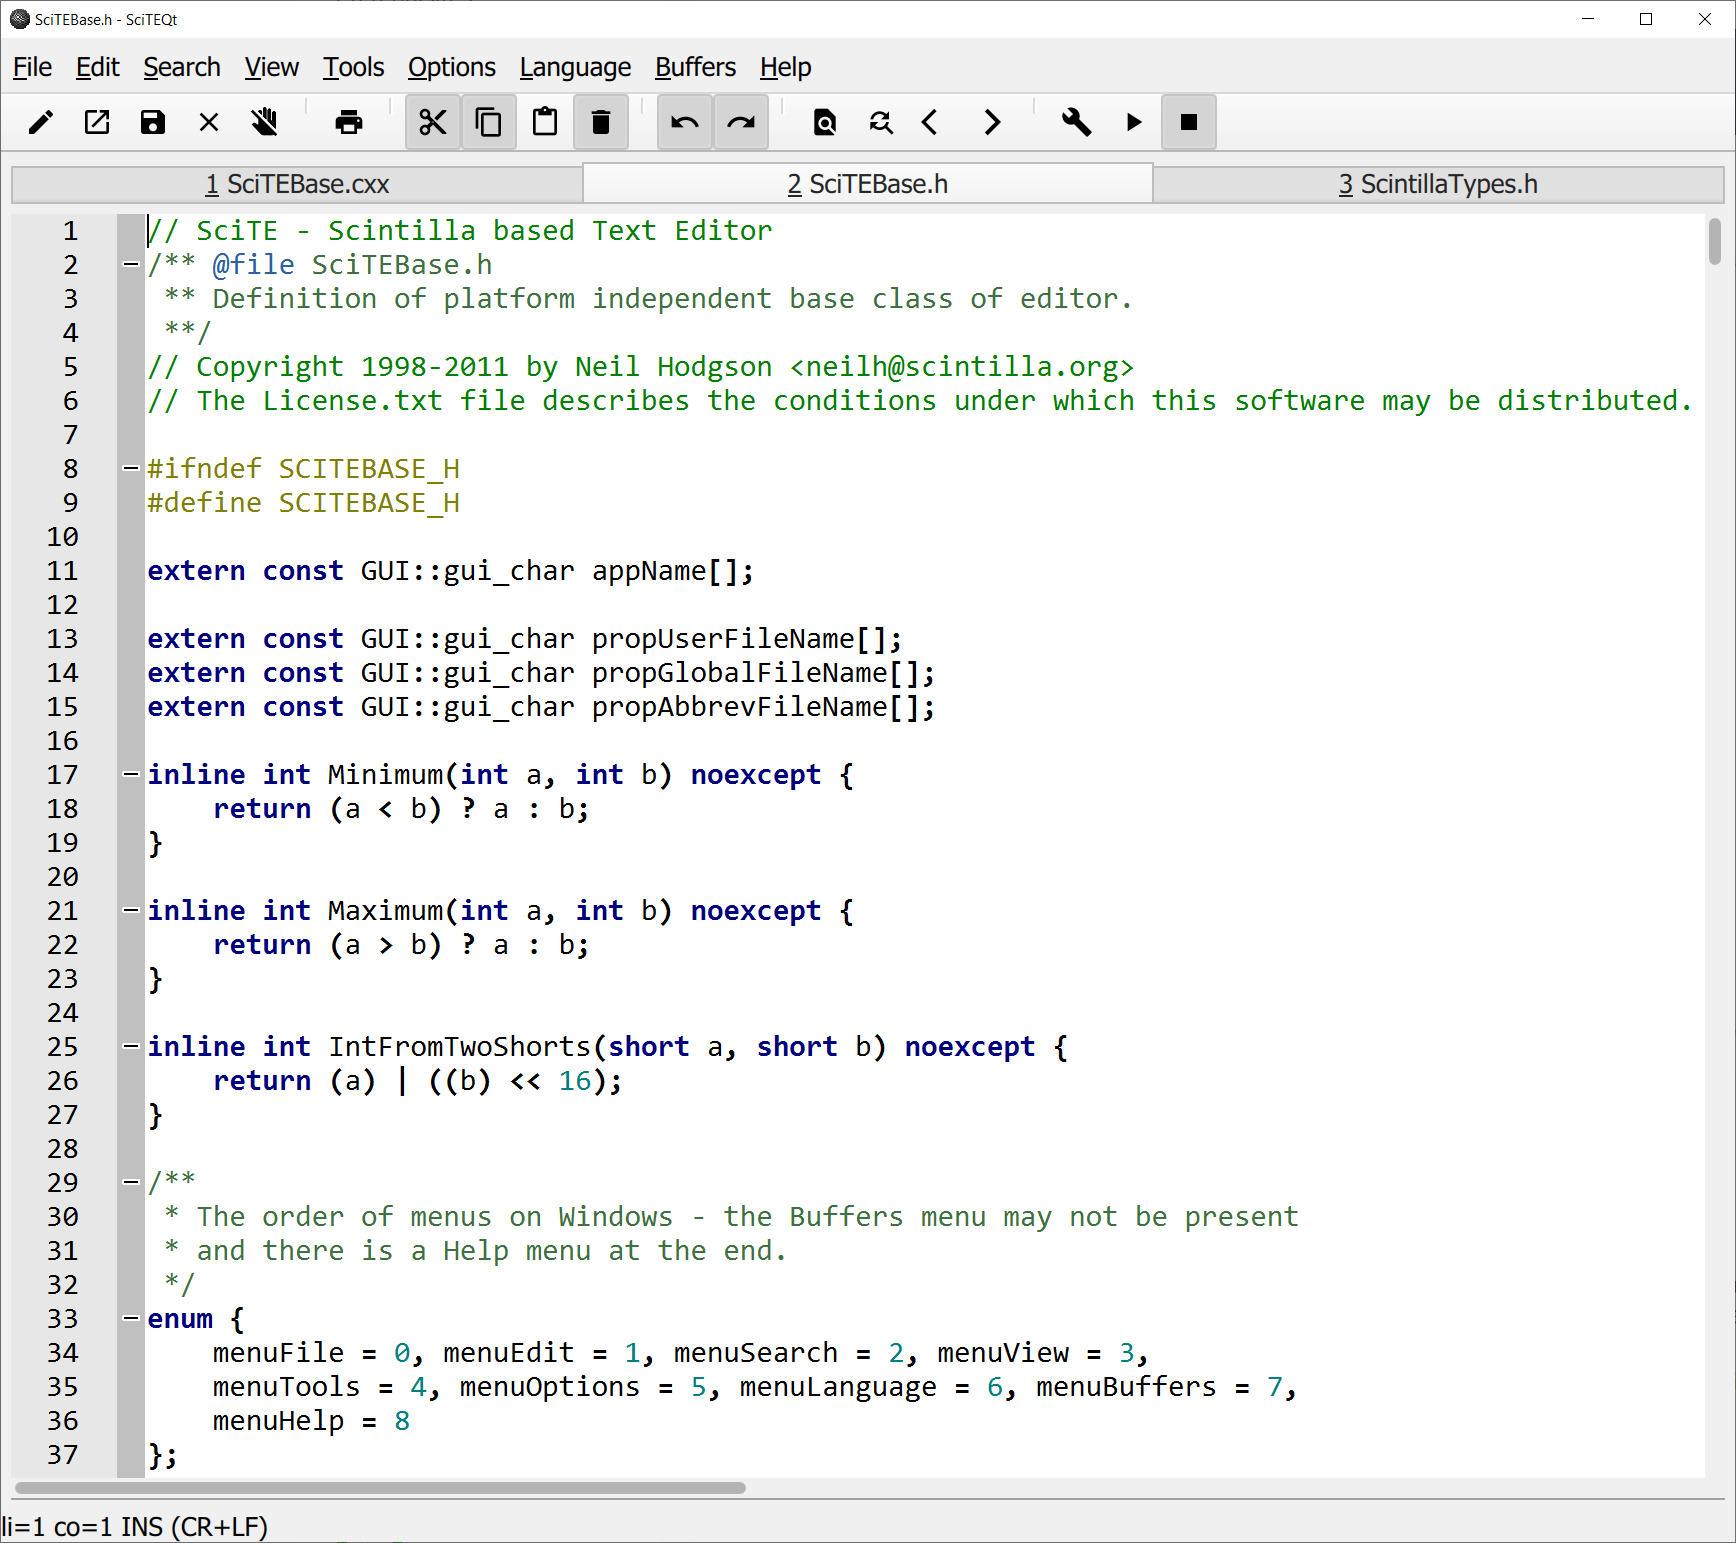 SciTEBase.h - SciTEQt
File Edit Search View Tools Options Language Buffers Help
1 SciTEBase.cxx 2 SciTEBase.h 3 ScintillaTypes.h
1 // SciTE - Scintilla based Text Editor
2 /** @file SciTEBase.h
3 ** Definition of platform independent base class of editor.
4 **/
5 // Copyright 1998-2011 by Neil Hodgson <neilh@scintilla.org>
6 // The License.txt file describes the conditions under which this software may be distributed.
7
8 #ifndef SCITEBASE_H
9 #define SCITEBASE_H
10
11 extern const GUI::gui_char appName[];
12
13 extern const GUI::gui_char propUserFileName[];
14 extern const GUI::gui_char propGlobalFileName[];
15 extern const GUI::gui_char propAbbrevFileName[];
16
17 inline int Minimum(int a, int b) noexcept {
18 return (a < b) ? a : b;
19 }
20
21 inline int Maximum(int a, int b) noexcept {
22 return (a > b) ? a : b;
23 }
24
25 inline int IntFromTwoShorts(short a, short b) noexcept {
26 return (a) | ((b) << 16);
27 }
28
29 /**
30 * The order of menus on Windows - the Buffers menu may not be present
31 * and there is a Help menu at the end.
32 */
33 enum {
34 menuFile = 0, menuEdit = 1, menuSearch = 2, menuView = 3,
35 menuTools = 4, menuOptions = 5, menuLanguage = 6, menuBuffers = 7,
36 menuHelp = 8
37 };
li=1 co=1 INS (CR+LF)